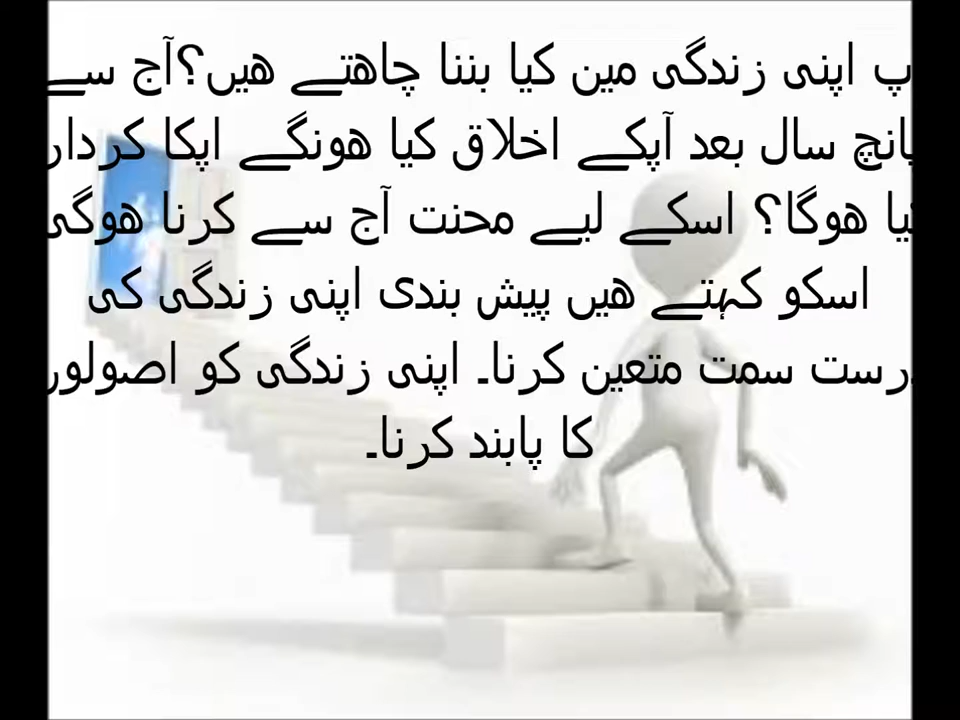 پ اپنی زندگی مین کیا بننا چاھتے ھیں؟آج سے
انچ سال بعد آپکے اخلاق کیا ھونگے اپکا کردار
یا ھوگا؟ اسکے لیے محنت آج سے کرنا ھوگی
اسکو کہتے ھیں پیش بندی اپنی زندگی کی
رست سمت متعین کرنا۔ اپنی زندگی کو اصولور
کا پابند کرنا۔